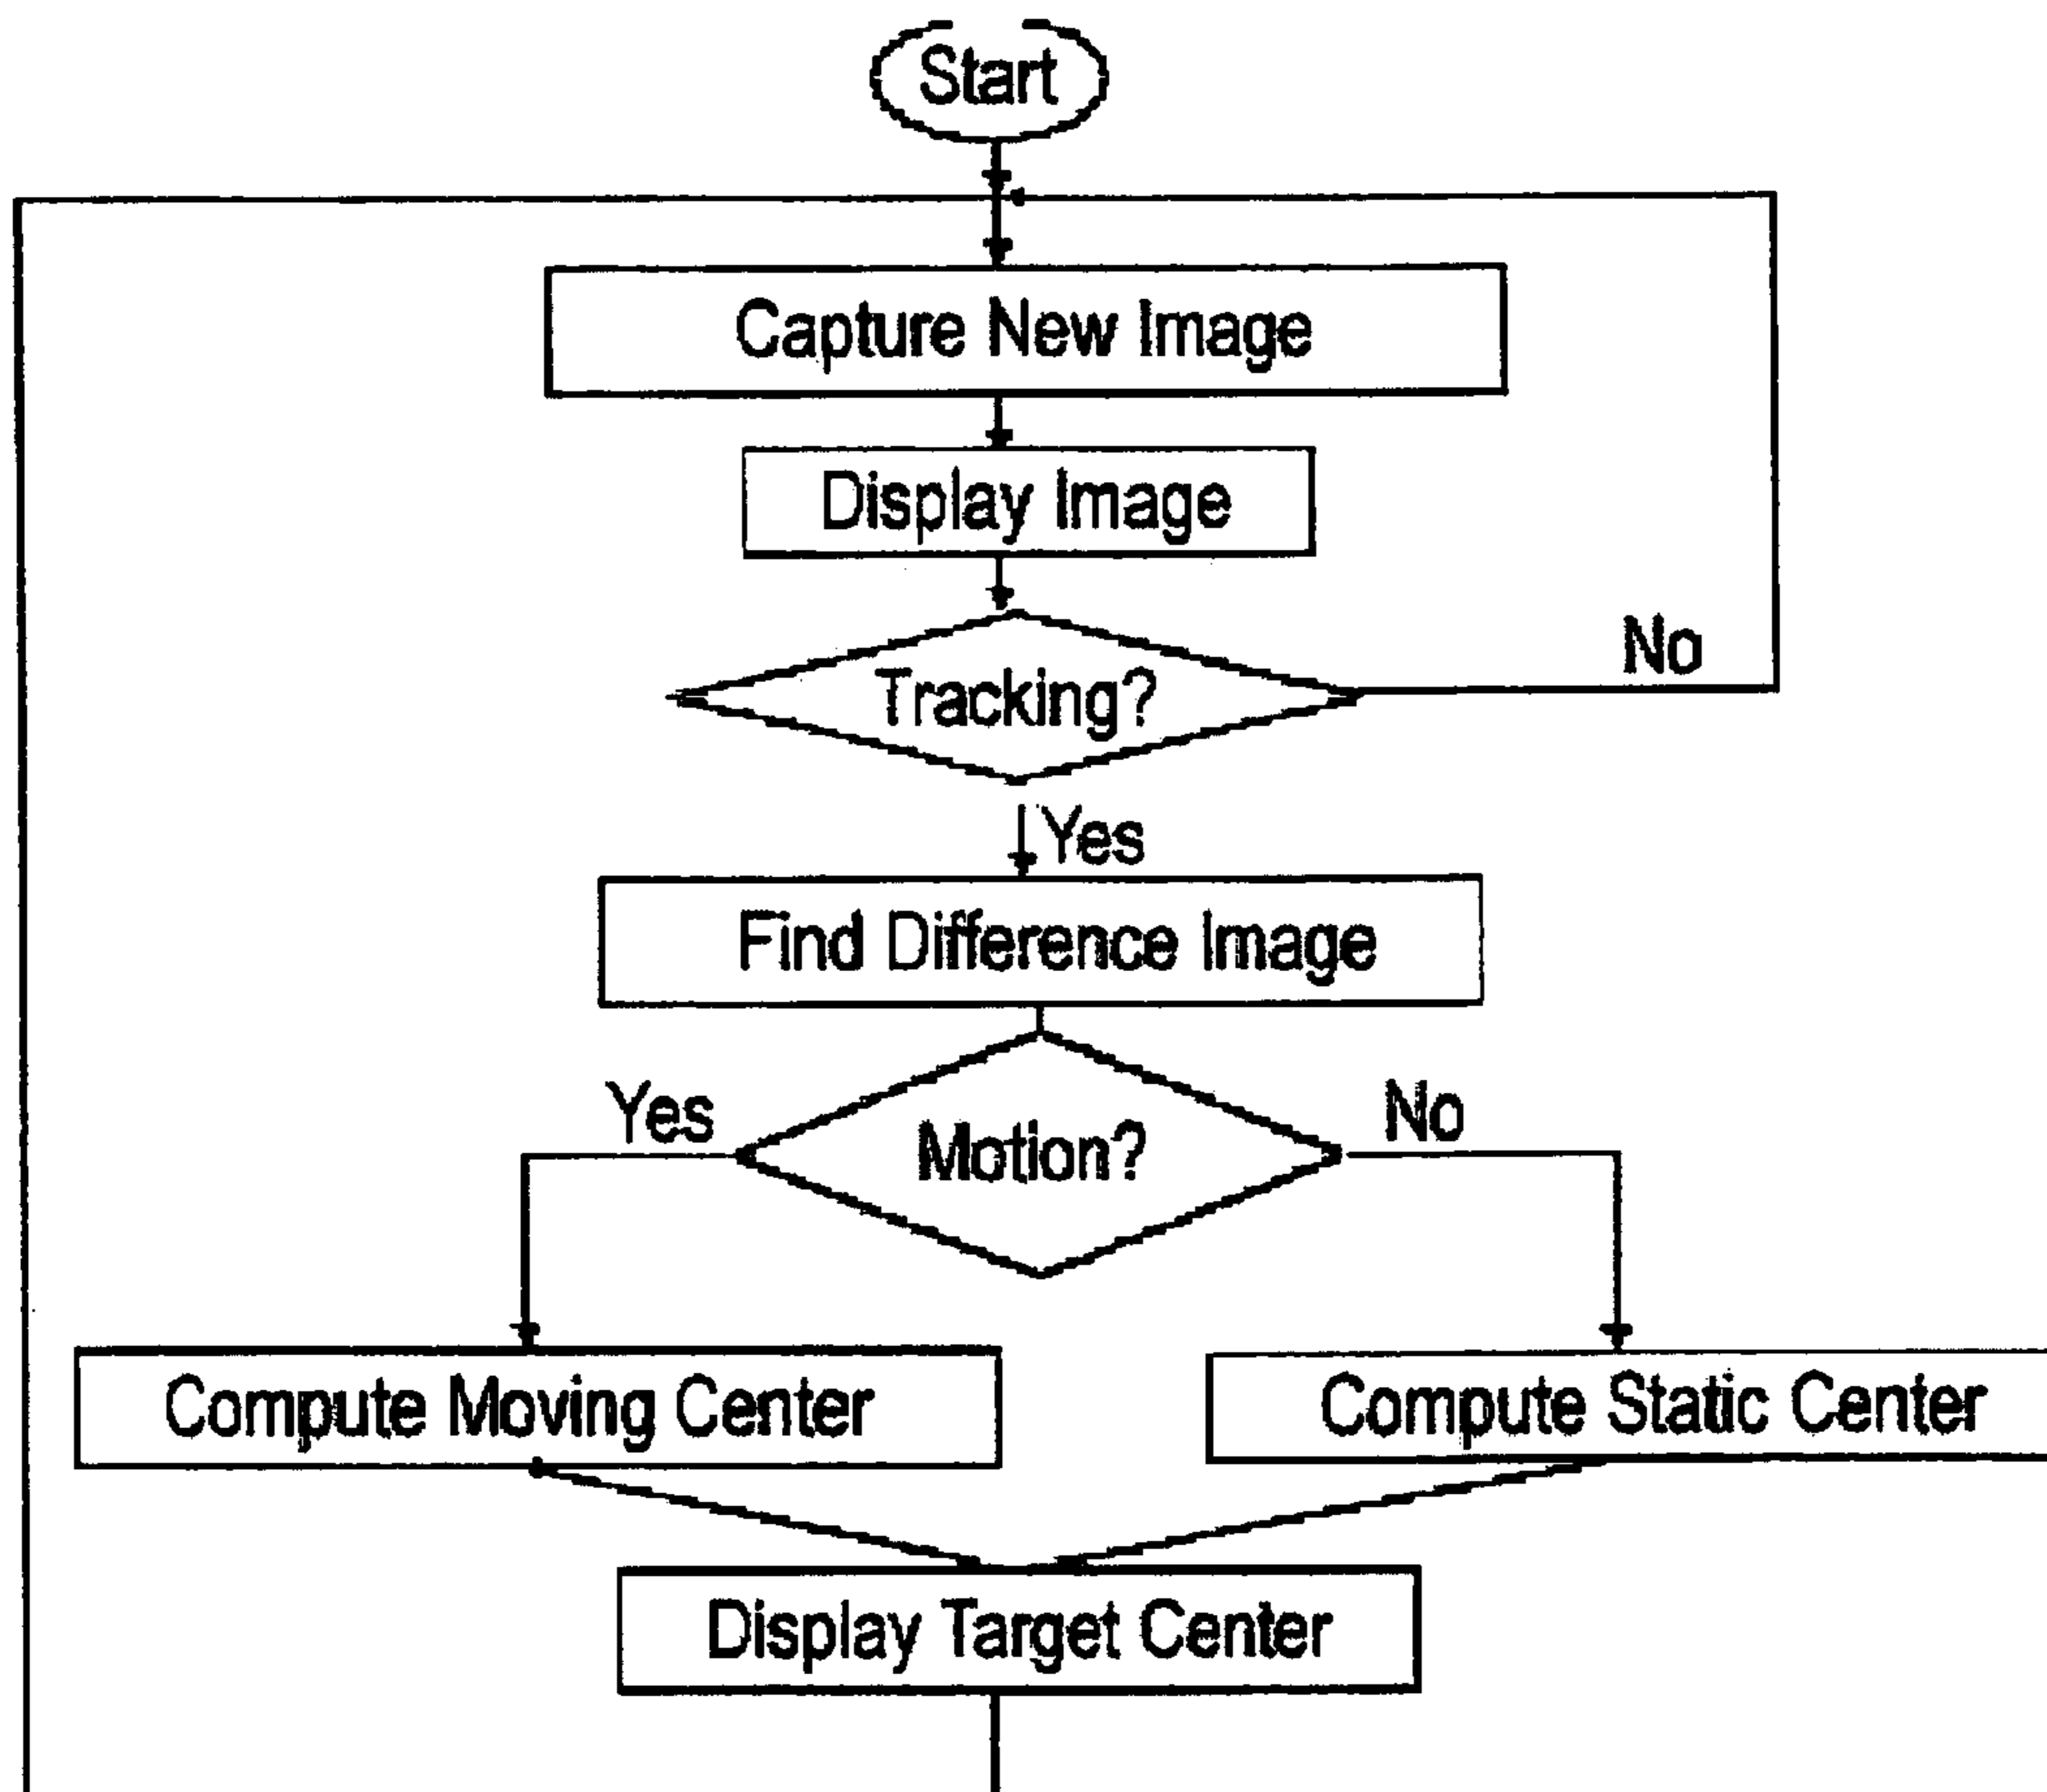 Start
Capture New Image
Display Image
Tracking?
No
Yes
Find Difference Image
Yes
Motion?
No
Compute Moving Center
Compute Static Center
Display Target Center